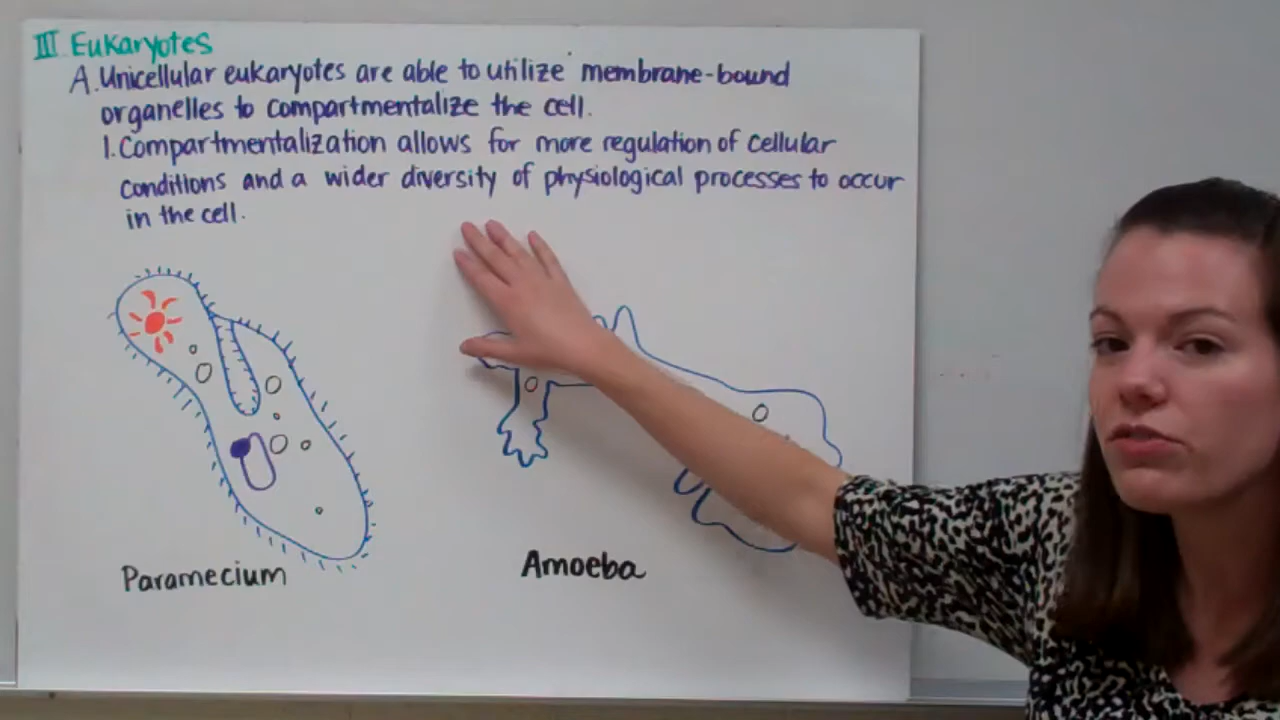 III. Eukaryotes
A. Unicellular eukaryotes are able to utilize membrane-bound
organelles to compartmentalize the cell.
1. Compartmentalization allows for more regulation of cellular
conditions and a wider diversity of physiological processes to occur
in the cell.
Paramecium
Amoeba